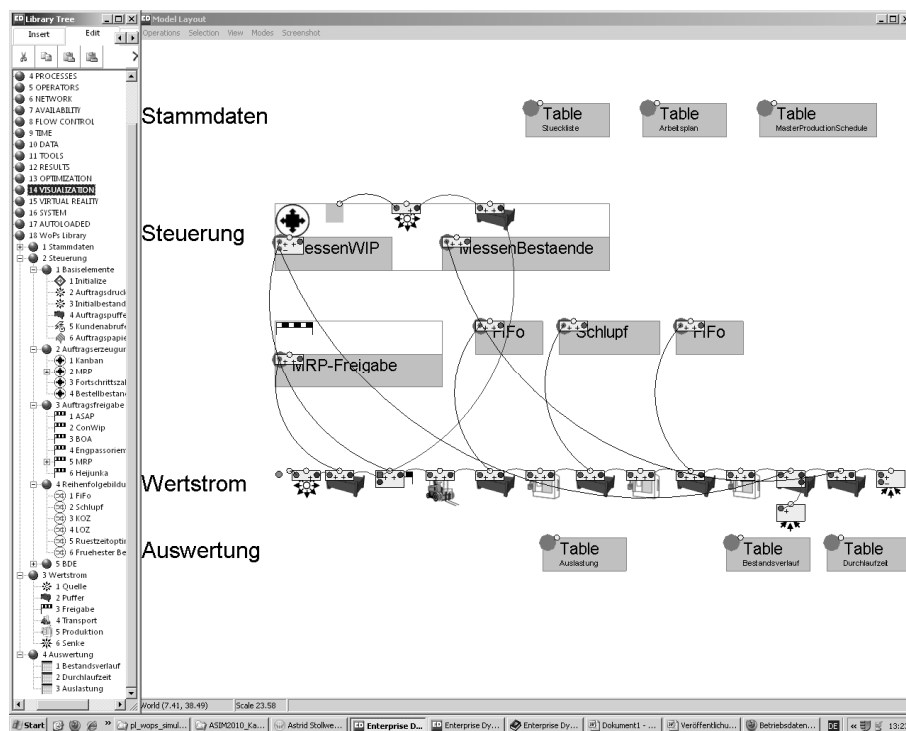 Library Tree
Model Layout
Insert
Edit
Operations Selection View Modes Screenshot
4 PROCESSES
5 OPERATORS
6 NETWORK
7 AVAILABILITY
8 FLOW CONTROL
9 TIME
10 DATA
11 TOOLS
12 RESULTS
13 OPTIMIZATION
14 VISUALIZATION
15 VIRTUAL REALITY
16 SYSTEM
17 AUTOLOADED
18 WoPs Library
1 Stammdaten
2 Steuerung
1 Basiselemente
1 Initialize
2 Auftragsdruck
3 Initialbestand
4 Auftragspuffe
5 Kundenabrufe
6 Auftragspapie
2 Auftragserzeugun
1 Kanban
2 MRP
3 Fortschrittszal
4 Bestellbestan
3 Auftragsfreigabe
1 ASAP
2 ConWip
3 BOA
4 Engpassorien
5 MRP
6 Heijunka
4 Reihenfolgebildu
1 FiFo
2 Schlupf
3 KOZ
4 LOZ
5 Ruestzeitoptir
6 Fruehester Be
5 BDE
3 Wertstrom
1 Quelle
2 Puffer
3 Freigabe
4 Transport
5 Produktion
6 Senke
4 Auswertung
1 Bestandsverlauf
2 Durchlaufzeit
3 Auslastung
Stammdaten
Table
Stueckliste
Table
Arbeitsplan
Table
MasterProductionSchedule
Steuerung
essenWIP
MessenBestaende
FiFo
Schlupf
FiFo
MRP-Freigabe
Wertstrom
Auswertung
Table
Auslastung
Table
Bestandsverlauf
Table
Durchlaufzeit
World (7.41, 38.49)
Scale 23.58
Start
pl_wops_simul...
ASIM2010_Ka...
Astrid Stollwe...
Enterprise D...
Enterprise Dy...
Enterprise Dy...
Dokument1 - ...
Veröffentlichu...
Betriebsdaten...
DE